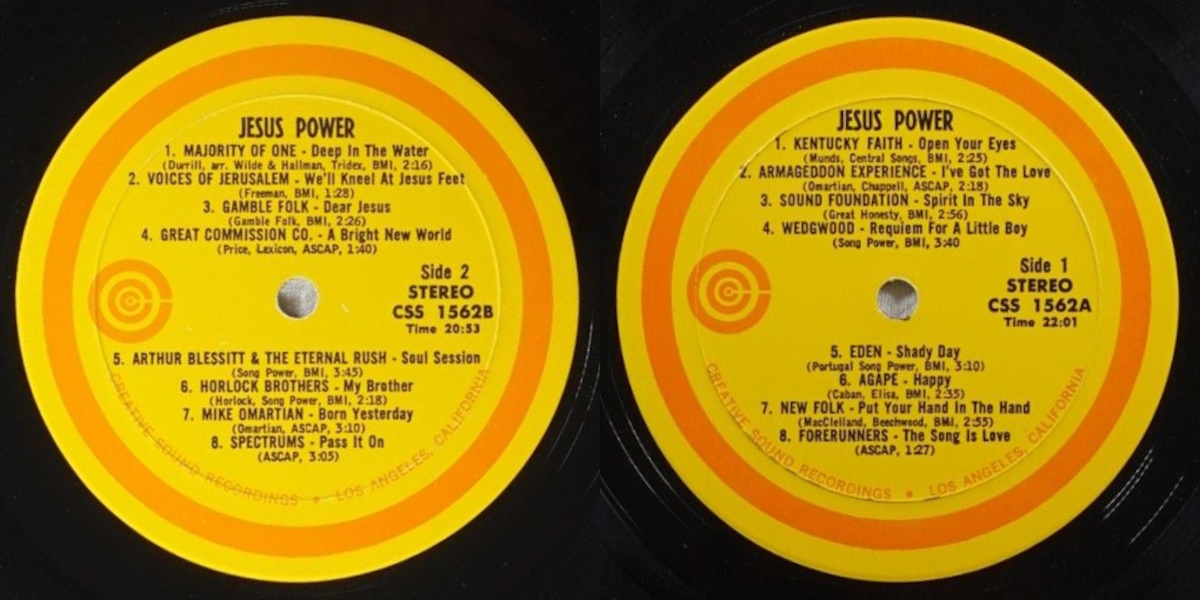 JESUS POWER
1. MAJORITY OF ONE - Deep In The Water
(Durrill, arr. Wilde & Hallman, Tridex, BMI, 2:16)
2. VOICES OF JERUSALEM - We'll Kneel At Jesus Feet
(Freeman, BMI, 1:28)
3. GAMBLE FOLK - Dear Jesus
(Gamble Folk, BMI, 2:26)
4. GREAT COMMISSION CO. - A Bright New World
(Price, Lexicon, ASCAP, 1:40)
Side 2
STEREO
CSS 1562B
Time 20:53
5. ARTHUR BLESSITT & THE ETERNAL RUSH - Soul Session
(Song Power, BMI, 3:45)
6. HORLOCK BROTHERS - My Brother
(Horlock, Song Power, BMI, 2:18)
7. MIKE OMARTIAN - Born Yesterday
(Omartian, ASCAP, 3:10)
8. SPECTRUMS - Pass It On
(ASCAP, 3:05)
CREATIVE SOUND RECORDINGS • LOS ANGELES, CALIFORNIA
JESUS POWER
1. KENTUCKY FAITH - Open Your Eyes
(Munds, Central Songs, BMI, 2:25)
2. ARMAGEDDON EXPERIENCE - I've Got The Love
(Omartian, Chappell, ASCAP, 2:18)
3. SOUND FOUNDATION - Spirit In The Sky
(Great Honesty, BMI, 2:56)
4. WEDGWOOD - Requiem For A Little Boy
(Song Power, BMI, 3:40
Side 1
STEREO
CSS 1562A
Time 22:01
5. EDEN - Shady Day
(Portugal Song Power, BMI, 3:10)
6. AGAPE - Happy
(Caban, Elisa, BMI, 2:35)
7. NEW FOLK - Put Your Hand In The Hand
(MacClelland, Beechwood, BMI, 2:55)
8. FORERUNNERS - The Song is Love
(ASCAP, 1:27)
CREATIVE SOUND RECORDINGS • LOS ANGELES, CALIFORNIA